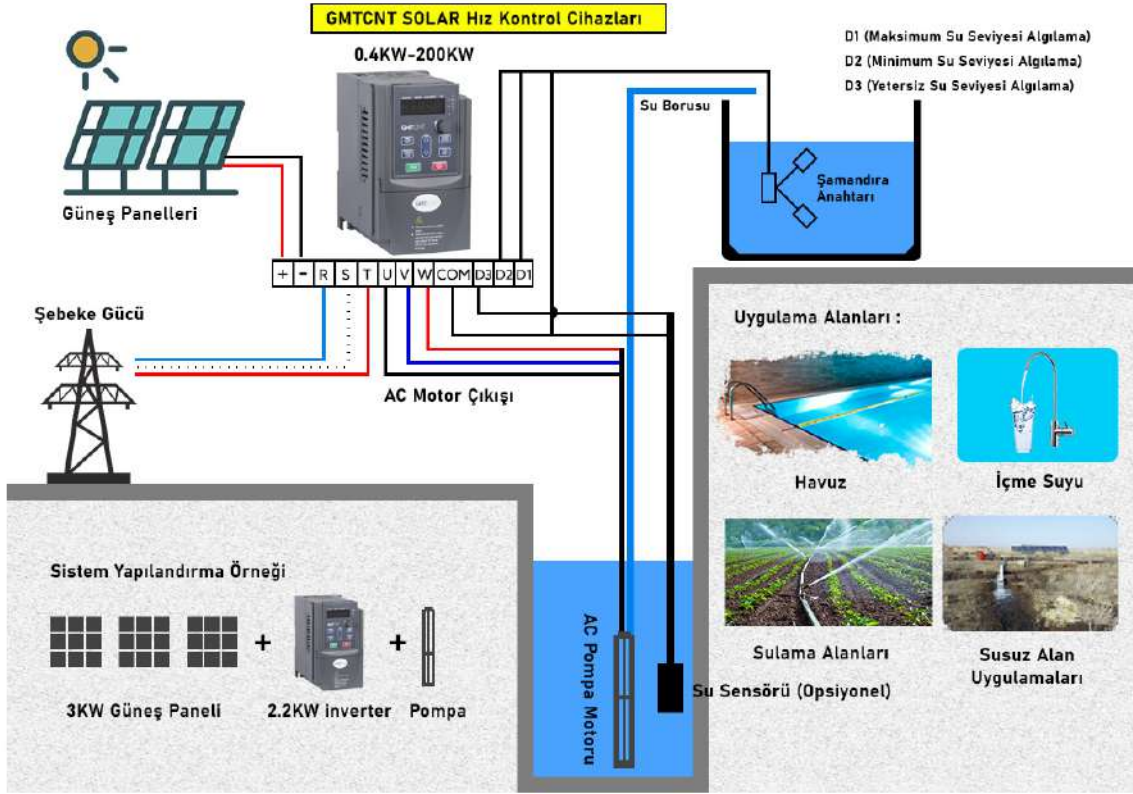 GMTCNT SOLAR Hız Kontrol Cihazları
0.4KW-200KW
D1 (Maksimum Su Seviyesi Algılama)
D2 (Minimum Su Seviyesi Algılama)
D3 (Yetersiz Su Seviyesi Algılama)
Su Borusu
Şamandıra
Anahtarı
Güneş Panelleri
+ - R S T U V W COM D3 D2 D1
Şebeke Gücü
AC Motor Çıkışı
Uygulama Alanları :
Havuz
İçme Suyu
Sulama Alanları
Susuz Alan
Uygulamaları
Sistem Yapılandırma Örneği
+
+
3KW Güneş Paneli
2.2KW inverter
Pompa
AC Pompa Motoru
Su Sensörü (Opsiyonel)